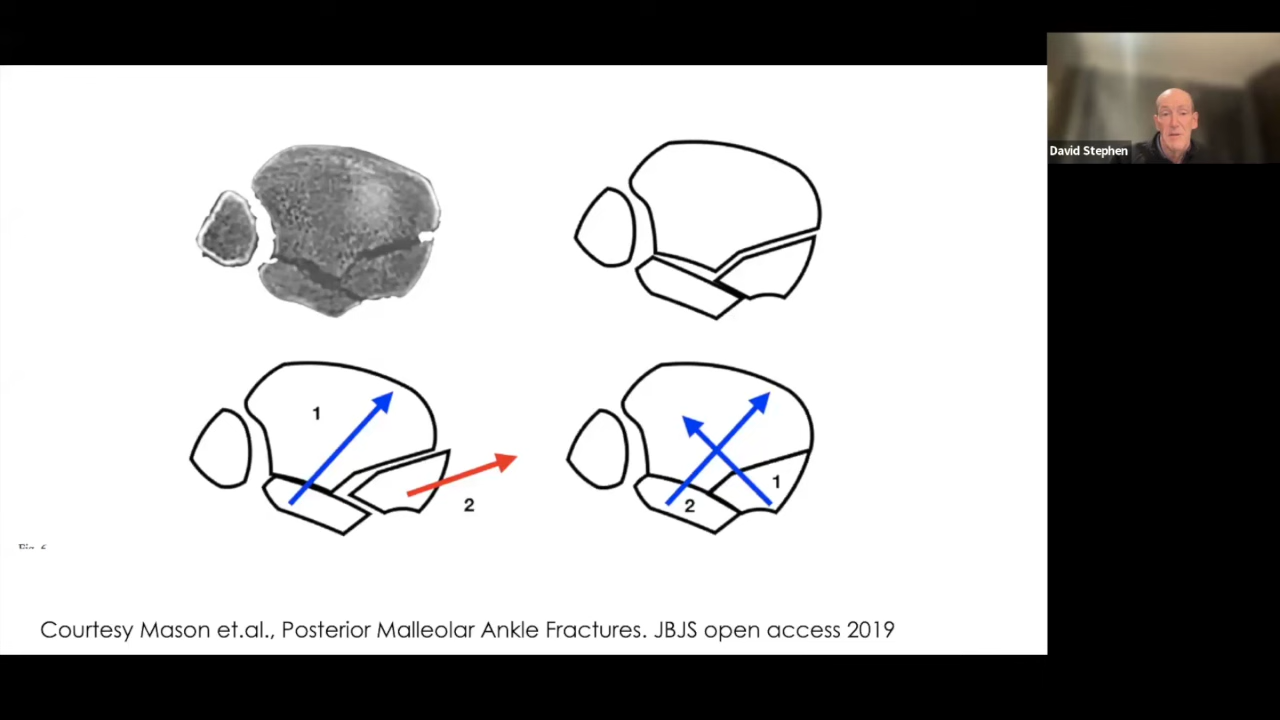 David Stephen
1
2
1
2
Courtesy Mason et.al., Posterior Malleolar Ankle Fractures. JBJS open access 2019